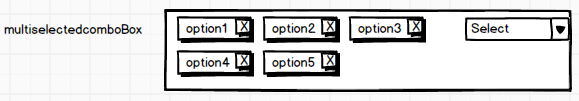 multiselectedcomboBox
option1 X option2 X option3 X Select
option4 X option5 X